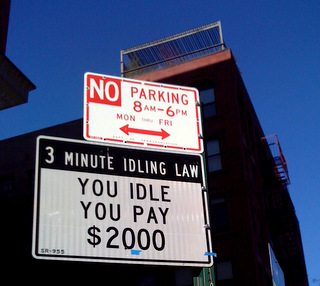 NO PARKING
8AM-6PM
MON THRU FRI
3 MINUTE IDLING LAW
YOU IDLE
YOU PAY
$2000
SR-955